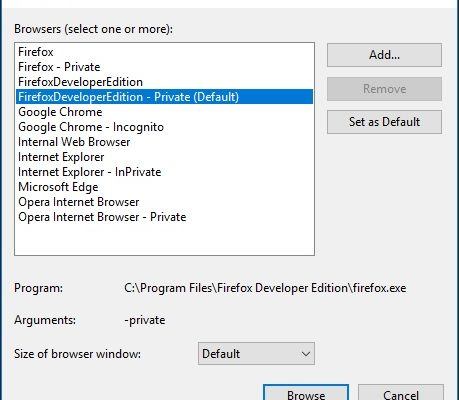 Browsers (select one or more):
Firefox
Firefox - Private
FirefoxDeveloperEdition
FirefoxDeveloperEdition - Private (Default)
Google Chrome
Google Chrome - Incognito
Internal Web Browser
Internet Explorer
Internet Explorer - InPrivate
Microsoft Edge
Opera Internet Browser
Opera Internet Browser - Private
Add...
Remove
Set as Default
Program: C:\Program Files\Firefox Developer Edition\firefox.exe
Arguments: -private
Size of browser window: Default
Browse Cancel